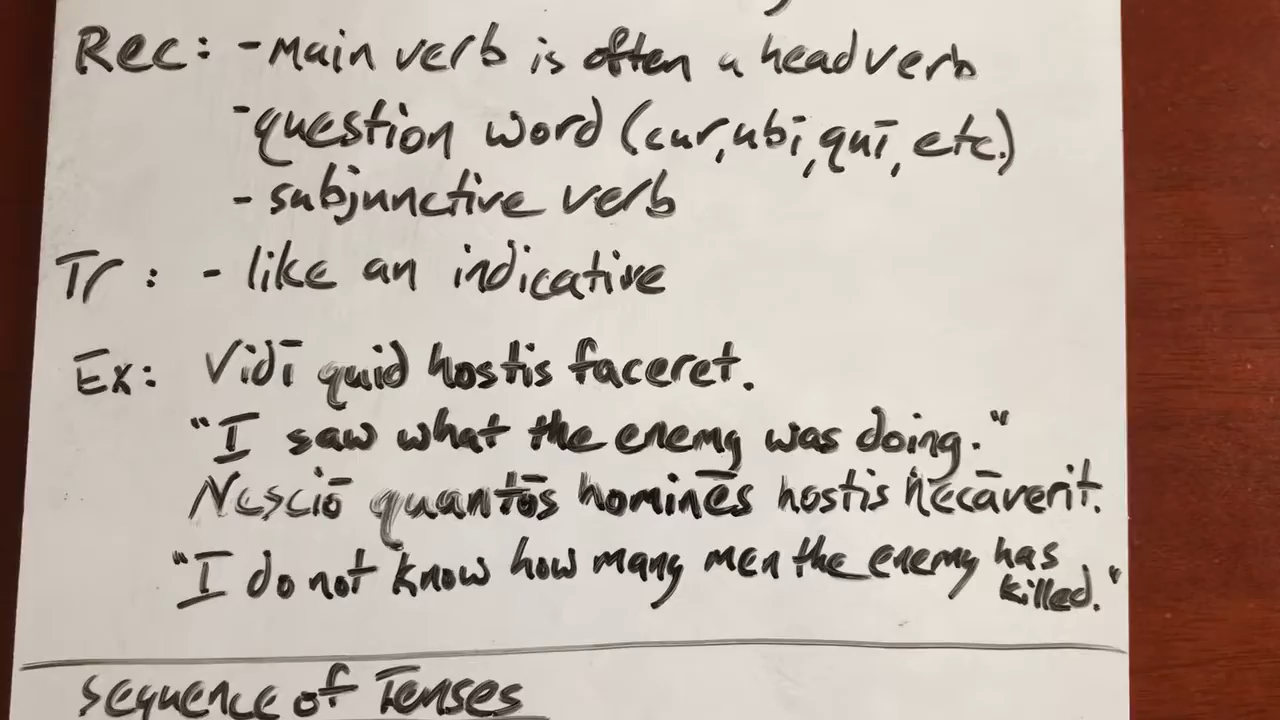 Rec: - main verb is often a head verb
- question word (cur, ubī, quī, etc.)
- subjunctive verb
Tr: - like an indicative
Ex: Vidī quid hostis faceret.
"I saw what the enemy was doing."
Nesciō quantōs hominēs hostis necāverit.
"I do not know how many men the enemy has
killed."
Sequence of Tenses